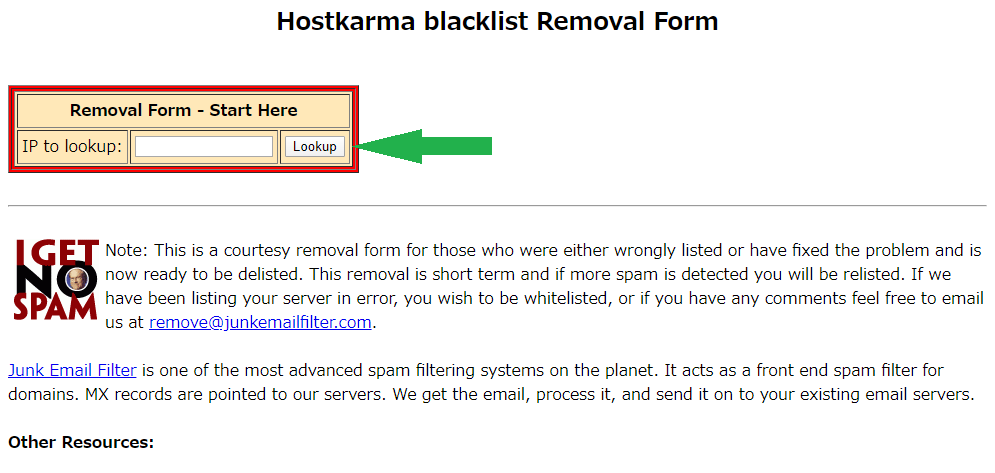 Hostkarma blacklist Removal Form
Removal Form - Start Here
IP to lookup: Lookup
I GET
NO
SPAM
Note: This is a courtesy removal form for those who were either wrongly listed or have fixed the problem and is
now ready to be delisted. This removal is short term and if more spam is detected you will be relisted. If we
have been listing your server in error, you wish to be whitelisted, or if you have any comments feel free to email
us at remove@junkemailfilter.com.
Junk Email Filter is one of the most advanced spam filtering systems on the planet. It acts as a front end spam filter for
domains. MX records are pointed to our servers. We get the email, process it, and send it on to your existing email servers.
Other Resources: